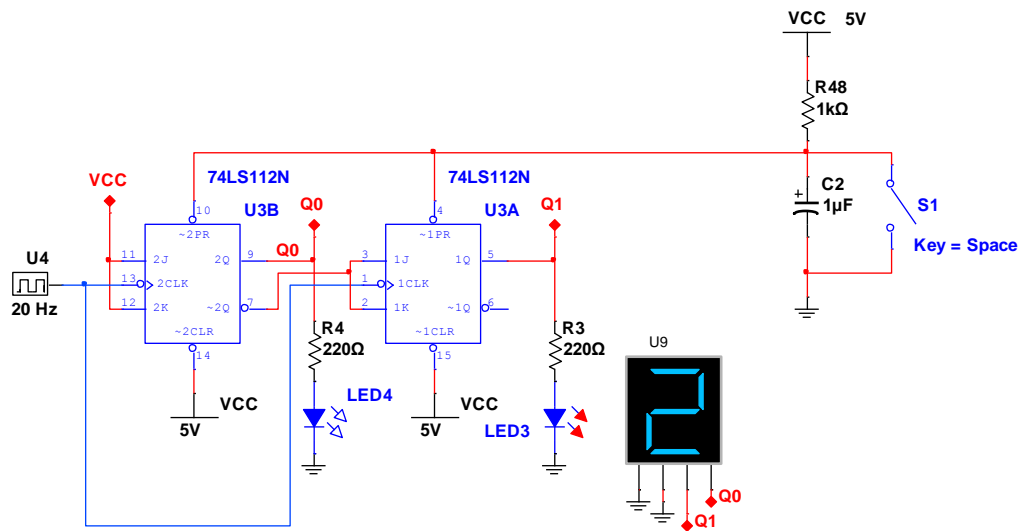 VCC 5V
R48
1kΩ
C2
1µF
S1
Key = Space
74LS112N
74LS112N
VCC
U3B
Q0
U3A
Q1
10
4
~2PR
~1PR
U4
20 Hz
11
2J
2Q
9
Q0
3
1J
1Q
5
13
2CLK
1
1CLK
12
2K
~2Q
7
2
1K
~1Q
6
~2CLR
~1CLR
14
15
R4
220Ω
R3
220Ω
VCC
5V
LED4
VCC
5V
LED3
U9
2
Q0
Q1